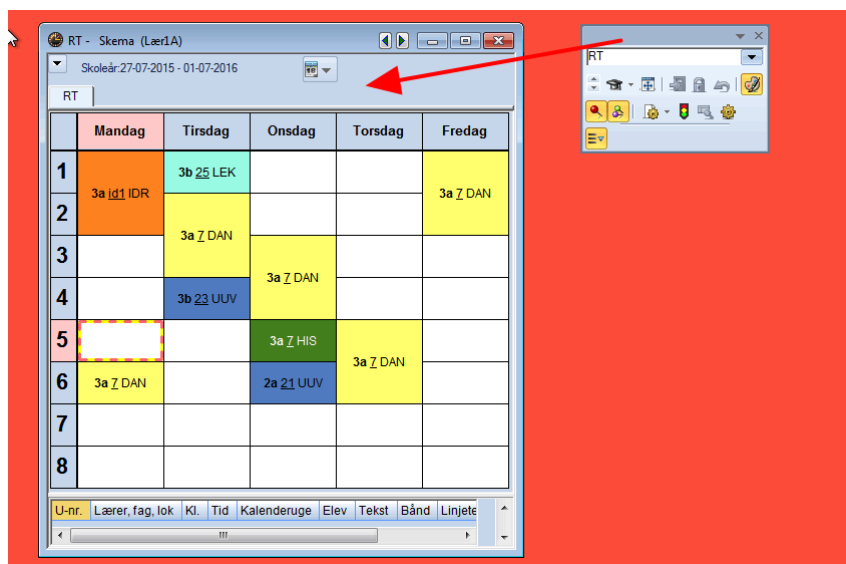 RT - Skema (Lær1A)
Skoleår:27-07-2015 - 01-07-2016
RT
RT
Mandag Tirsdag Onsdag Torsdag Fredag
1
3a id1 IDR
3b 25 LEK
3a 7 DAN
2
3a 7 DAN
3
3a 7 DAN
4
3b 23 UUV
5
3a 7 HIS
3a 7 DAN
6
3a 7 DAN
2a 21 UUV
7
8
U-nr. Lærer, fag, lok Kl. Tid Kalenderuge Elev Tekst Bånd Linjete